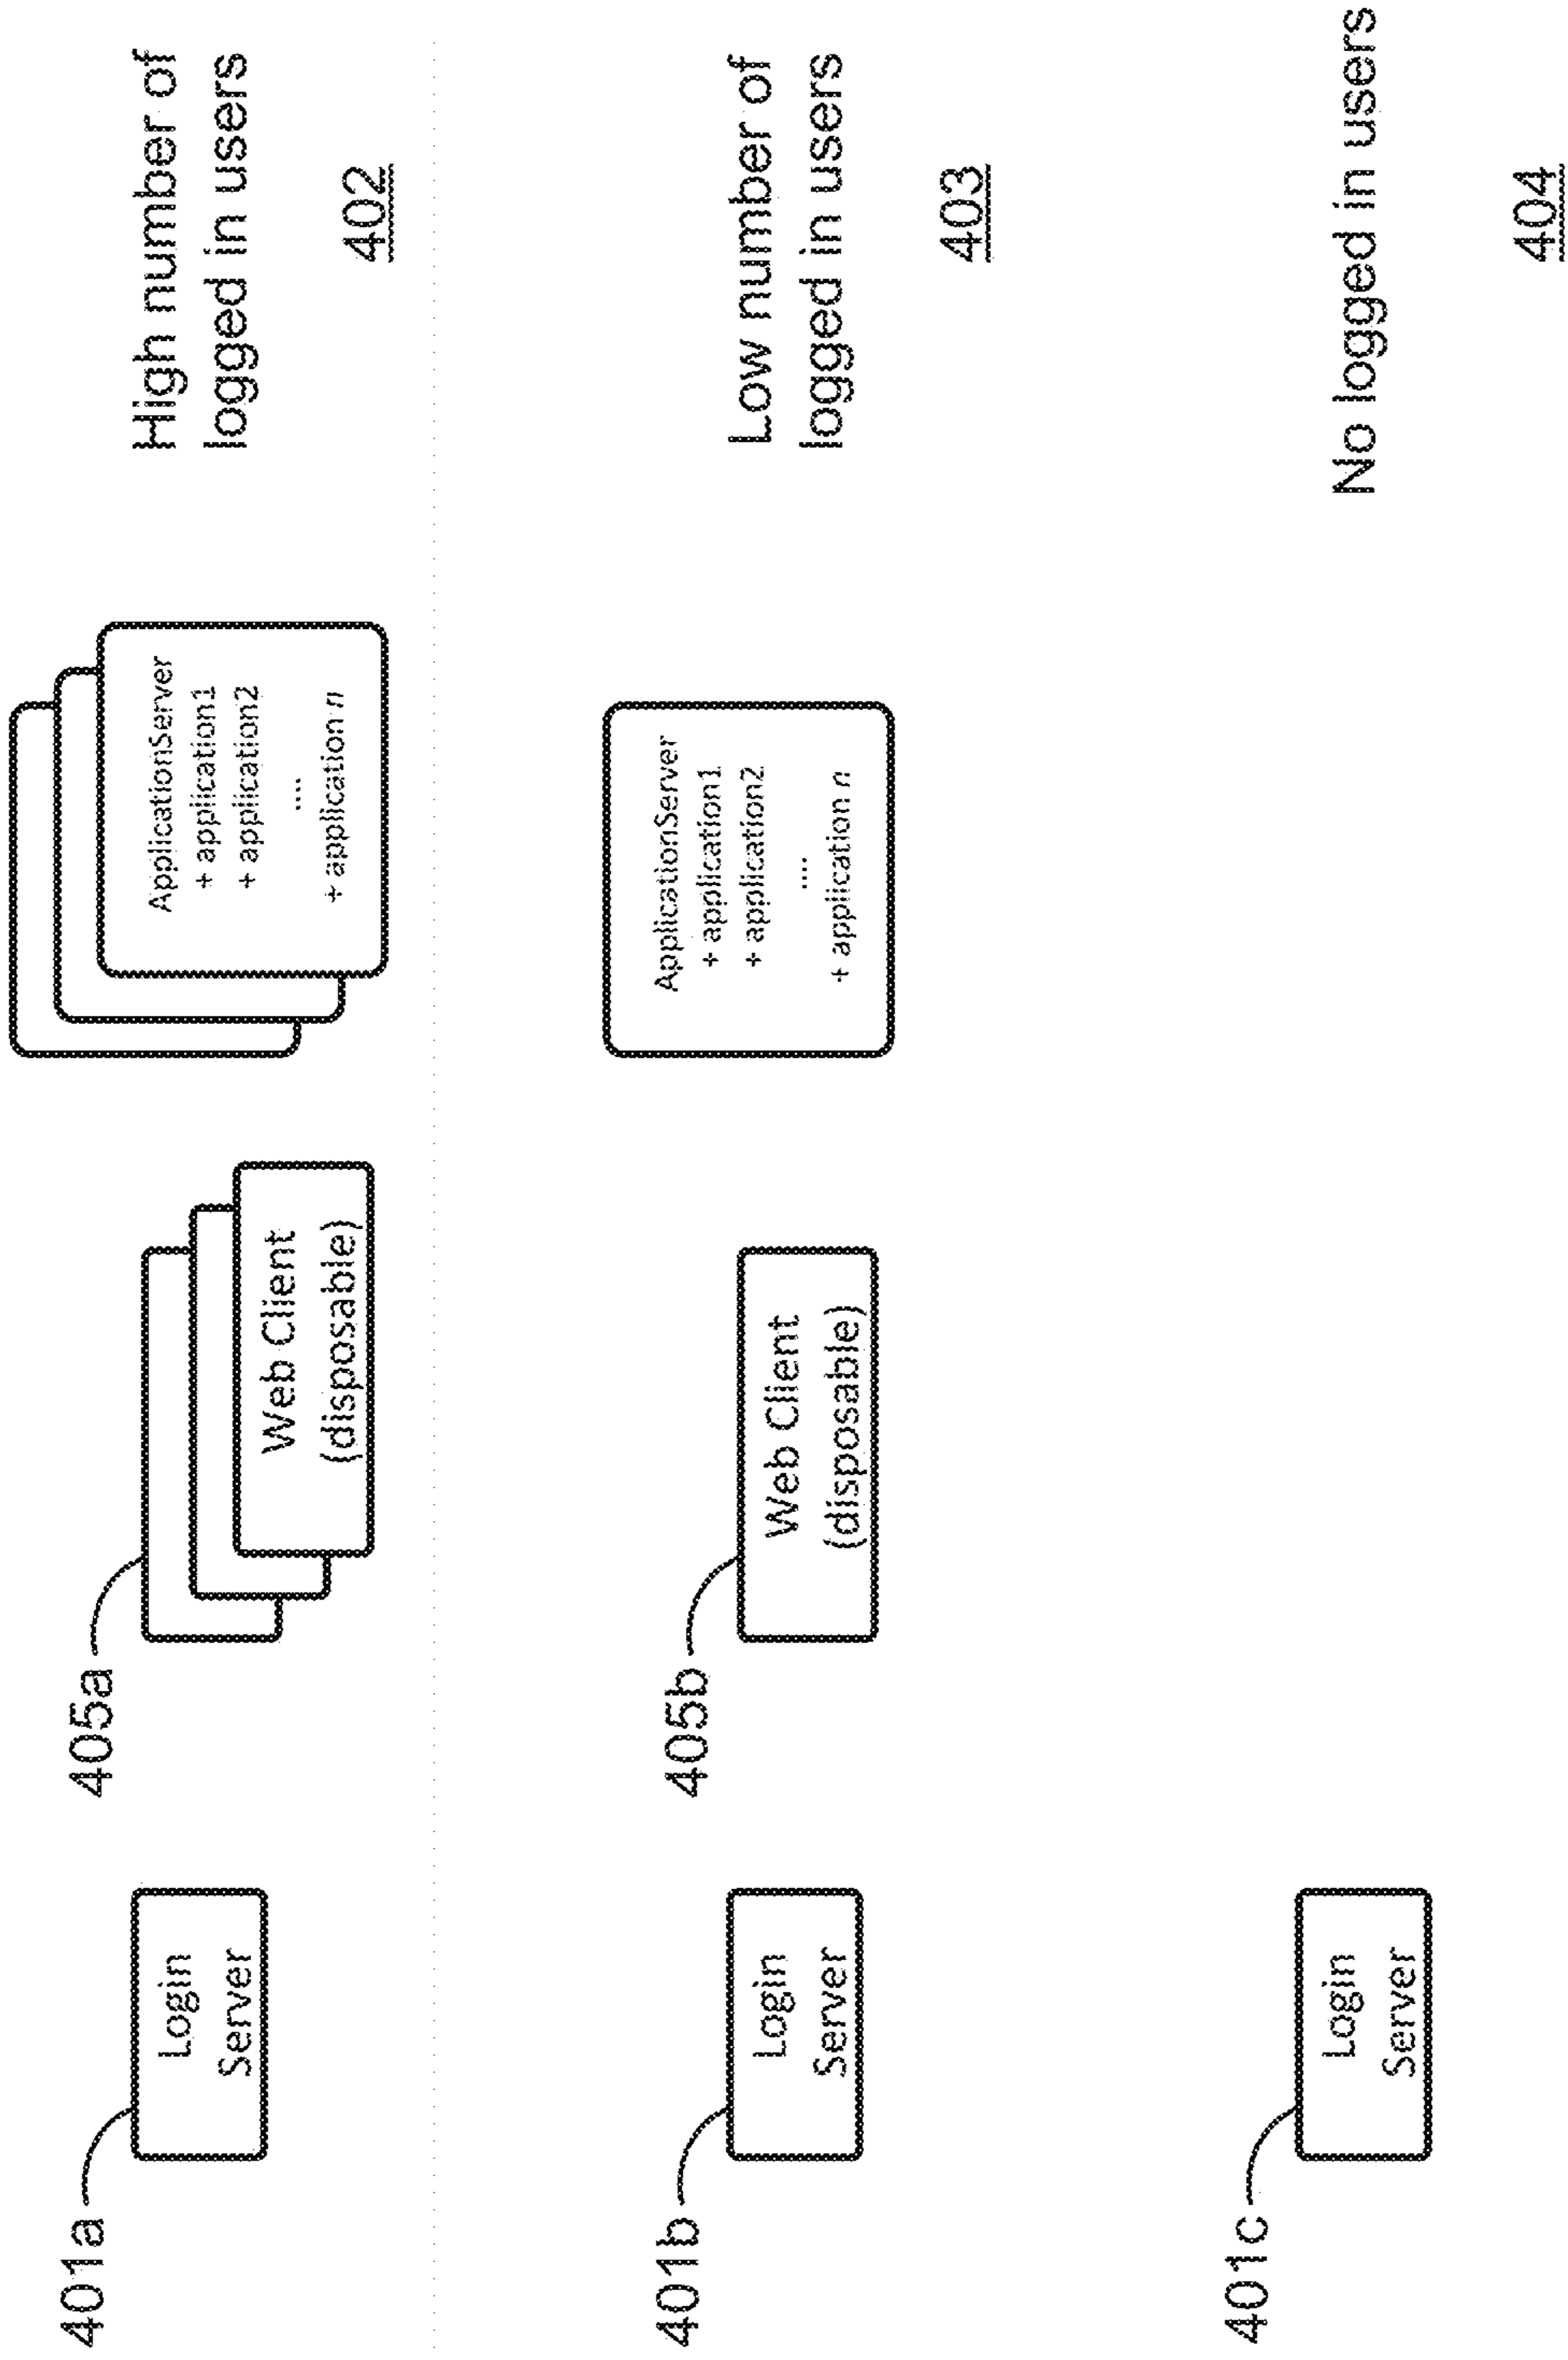 401a
Login
Server
405a
Web Client
(disposable)
ApplicationServer
+ application1
+ application2
....
+ application n
High number of
logged in users
402
401b
Login
Server
405b
Web Client
(disposable)
ApplicationServer
+ application1
+ application2
....
+ application n
Low number of
logged in users
403
401c
Login
Server
No logged in users
404